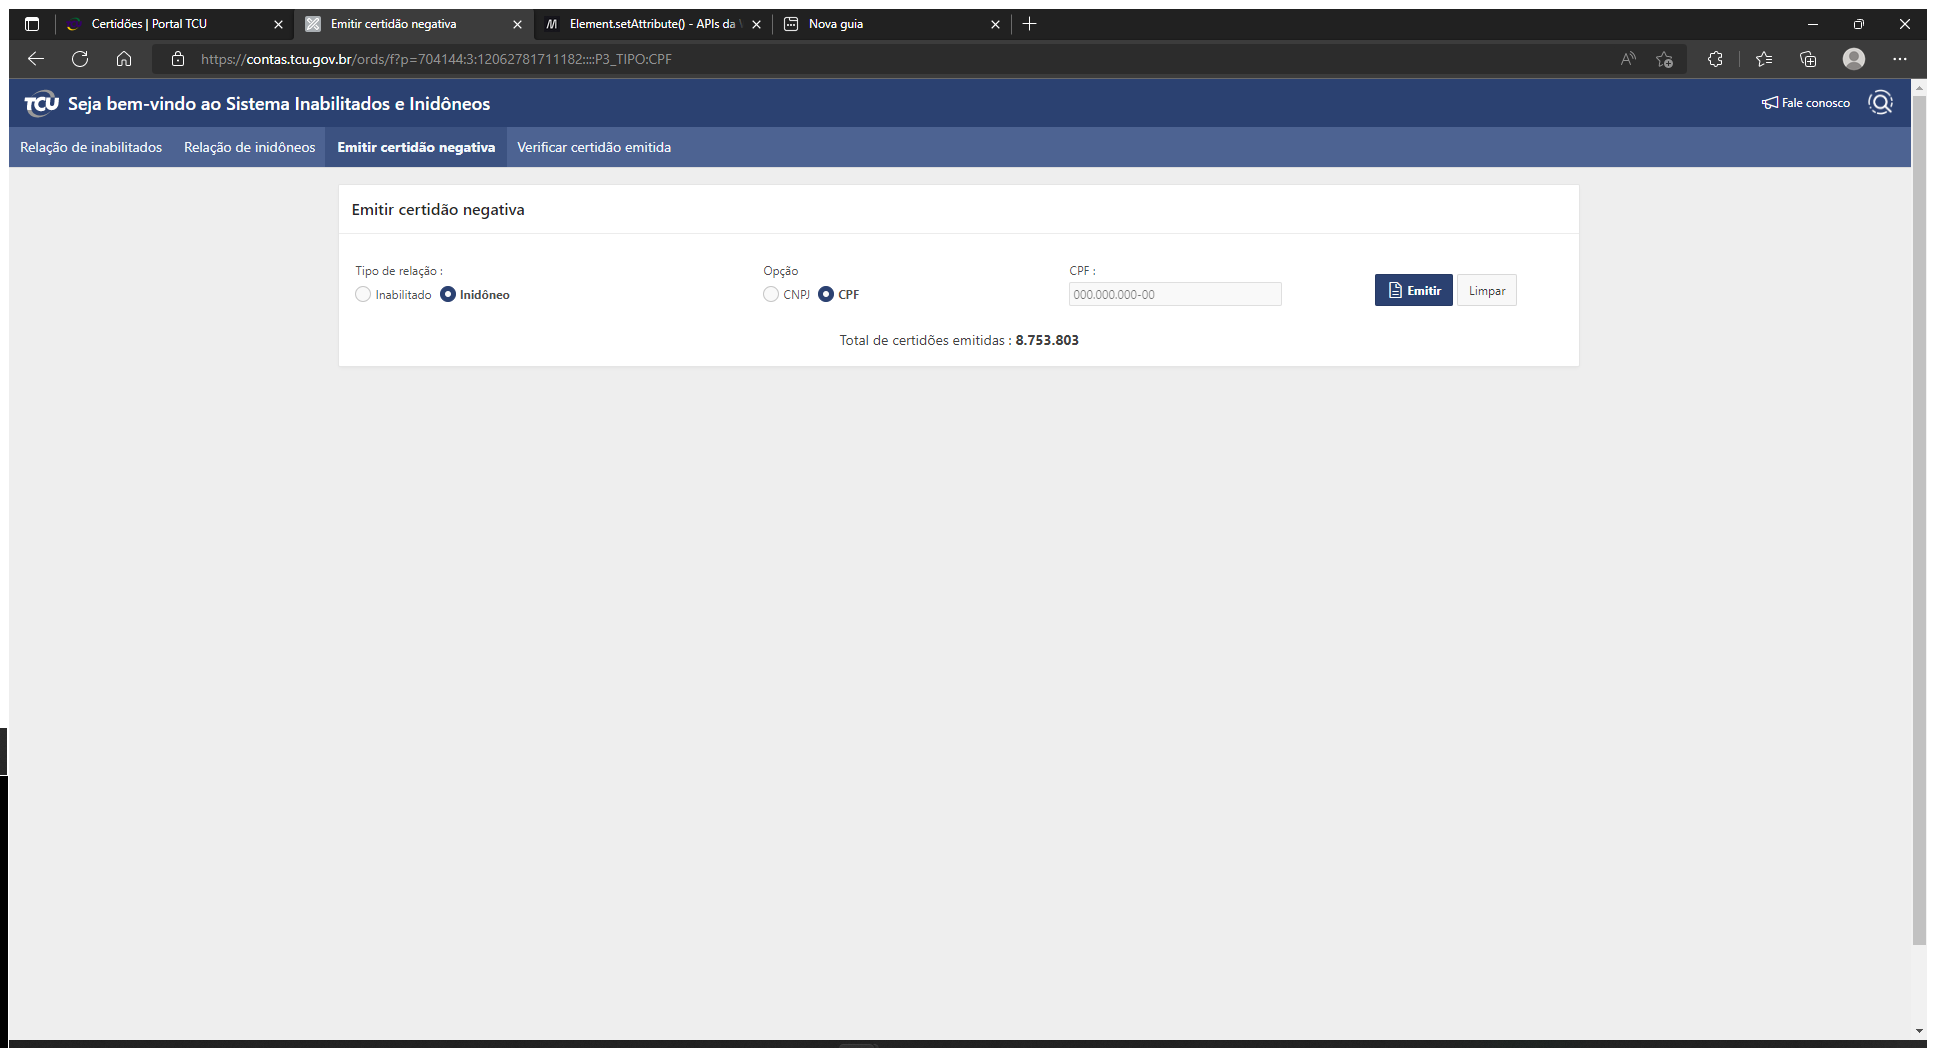 Certidões | Portal TCU
Emitir certidão negativa
Element.setAttribute() - APIs da
Nova guia
https://contas.tcu.gov.br/ords/f?p=704144:3:12062781711182::::P3_TIPO:CPF
TCU Seja bem-vindo ao Sistema Inabilitados e Inidôneos
Fale conosco
Relação de inabilitados
Relação de inidôneos
Emitir certidão negativa
Verificar certidão emitida
Emitir certidão negativa
Tipo de relação :
Inabilitado
Inidôneo
Opção
CNPJ
CPF
CPF :
000.000.000-00
Emitir
Limpar
Total de certidões emitidas : 8.753.803